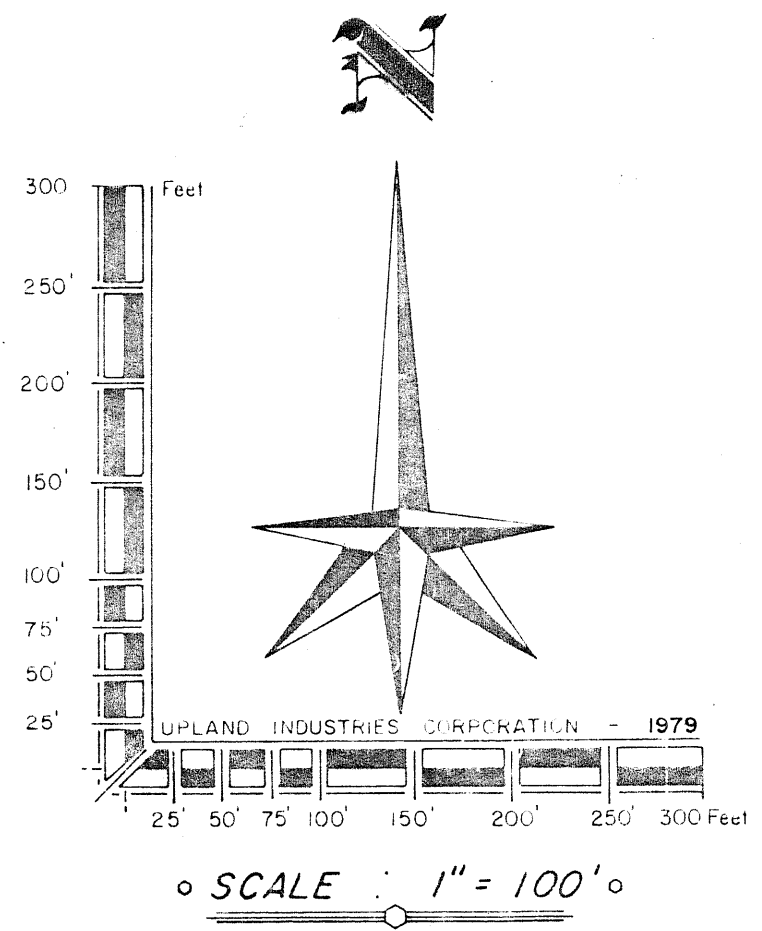 N
300 Feet
250'
200'
150'
100'
75'
50'
25'
UPLAND INDUSTRIES CORPORATION - 1979
25' 50' 75' 100' 150' 200' 250' 300 Feet
SCALE : 1" = 100'